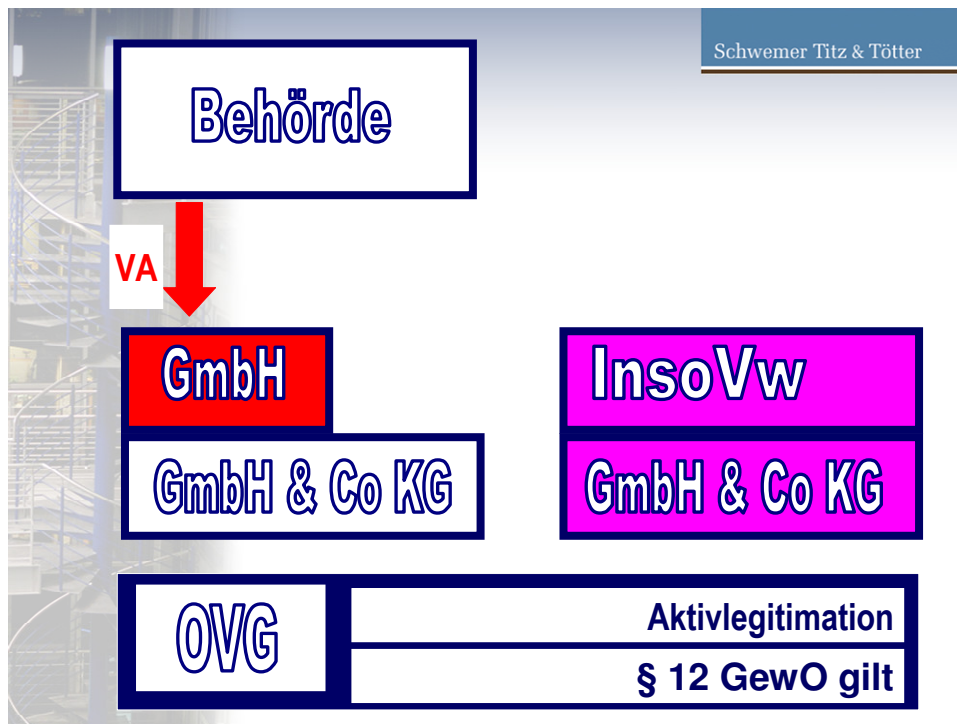 Schwemer Titz & Tötter
Behörde
VA
GmbH
GmbH & Co KG
InsoVw
GmbH & Co KG
OVG
Aktivlegitimation
§ 12 GewO gilt